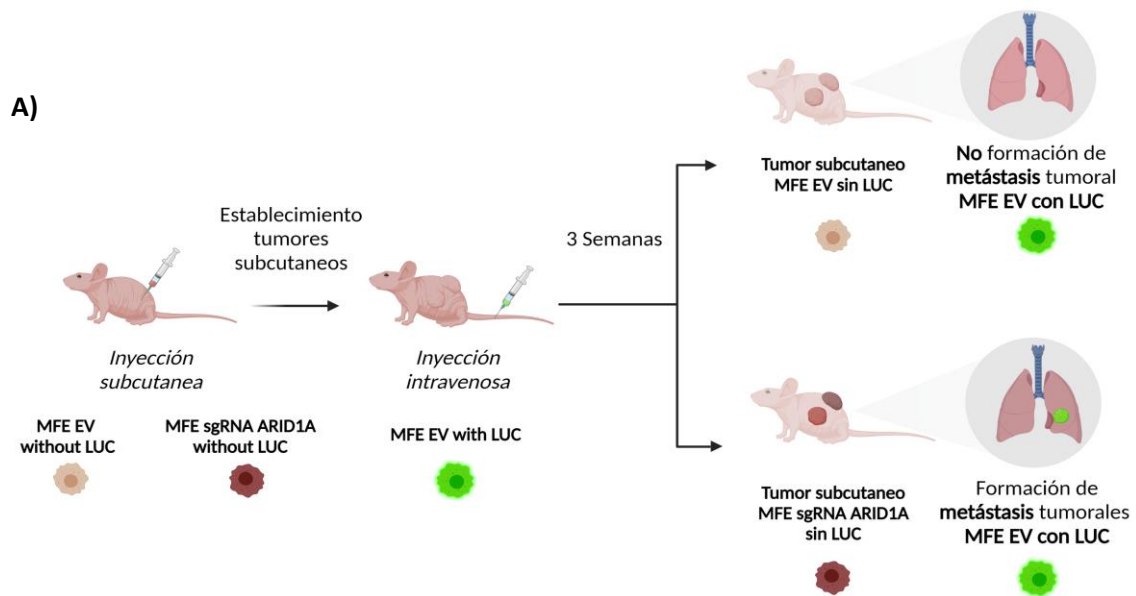 A)
Inyección
subcutanea
MFE EV
without LUC
MFE sgRNA ARID1A
without LUC
Establecimiento
tumores
subcutaneos
Inyección
intravenosa
MFE EV with LUC
3 Semanas
Tumor subcutaneo
MFE EV sin LUC
No formación de
metástasis tumoral
MFE EV con LUC
Tumor subcutaneo
MFE sgRNA ARID1A
sin LUC
Formación de
metástasis tumorales
MFE EV con LUC